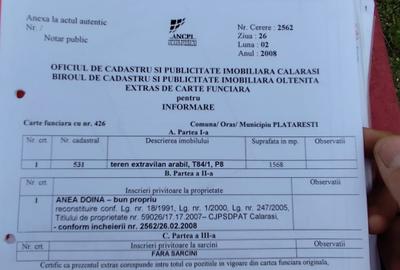 Anexa la actul autentic
Nr. /
Notar public
ANCPI
Nr. Cerere : 2562
Ziua : 26
Luna : 02
Anul : 2008
OFICIUL DE CADASTRU SI PUBLICITATE IMOBILIARA CALARASI
BIROUL DE CADASTRU SI PUBLICITATE IMOBILIARA OLTENITA
EXTRAS DE CARTE FUNCIARA
pentru
INFORMARE
Carte funciara cu nr. 426 Comuna/ Oras/ Municipiu PLATARESTI
A. Partea I-a
Nr crt Nr. cadastral Descrierea imobilului Suprafata in mp. Observatii
1 531 teren extravilan arabil, T84/1, P8 1568
B. Partea a II-a
Nr. crt Inscrieri privitoare la proprietate Observatii
1 ANEA DOINA – bun propriu
reconstituire conf. Lg. nr. 18/1991, Lg. nr. 1/2000, Lg. nr. 247/2005,
Titlului de proprietate nr. 59026/17.17.2007– CJPSDPAT Calarasi,
- conform incheierii nr. 2562/26.02.2008
C. Partea a III-a
Nr. crt Inscrieri privitoare la sarcini Observatii
FARA SARCINI
Certific ca prezentul extras corespunde intru totul cu pozitiile in vigoare din cartea funciara originala,